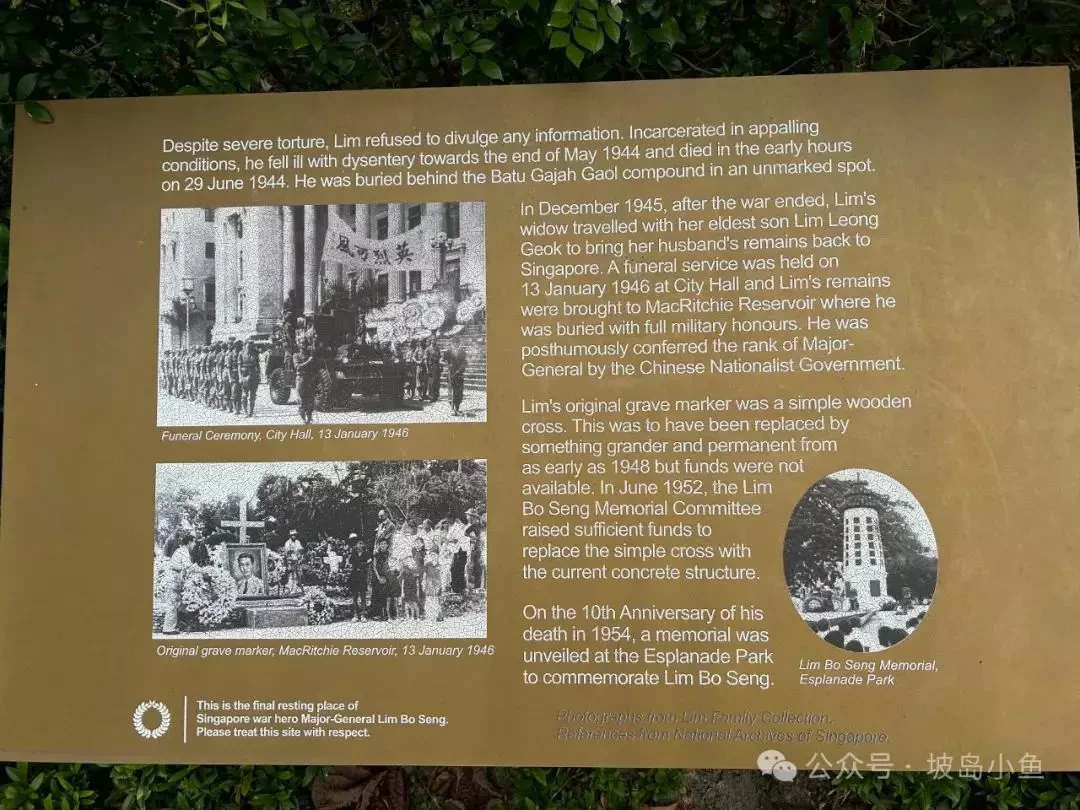 Despite severe torture, Lim refused to divulge any information. Incarcerated in appalling
conditions, he fell ill with dysentery towards the end of May 1944 and died in the early hours
on 29 June 1944. He was buried behind the Batu Gajah Gaol compound in an unmarked spot.
風可烈英
Funeral Ceremony, City Hall, 13 January 1946
Original grave marker, MacRitchie Reservoir, 13 January 1946
In December 1945, after the war ended, Lim's
widow travelled with her eldest son Lim Leong
Geok to bring her husband's remains back to
Singapore. A funeral service was held on
13 January 1946 at City Hall and Lim's remains
were brought to MacRitchie Reservoir where he
was buried with full military honours. He was
posthumously conferred the rank of Major-
General by the Chinese Nationalist Government.
Lim's original grave marker was a simple wooden
cross. This was to have been replaced by
something grander and permanent from
as early as 1948 but funds were not
available. In June 1952, the Lim
Bo Seng Memorial Committee
raised sufficient funds to
replace the simple cross with
the current concrete structure.
On the 10th Anniversary of his
death in 1954, a memorial was
unveiled at the Esplanade Park
to commemorate Lim Bo Seng.
Lim Bo Seng Memorial,
Esplanade Park
This is the final resting place of
Singapore war hero Major-General Lim Bo Seng.
Please treat this site with respect.
Photographs from Lim Family Collection.
References from National Archives of Singapore.
公众号 · 坡岛小鱼